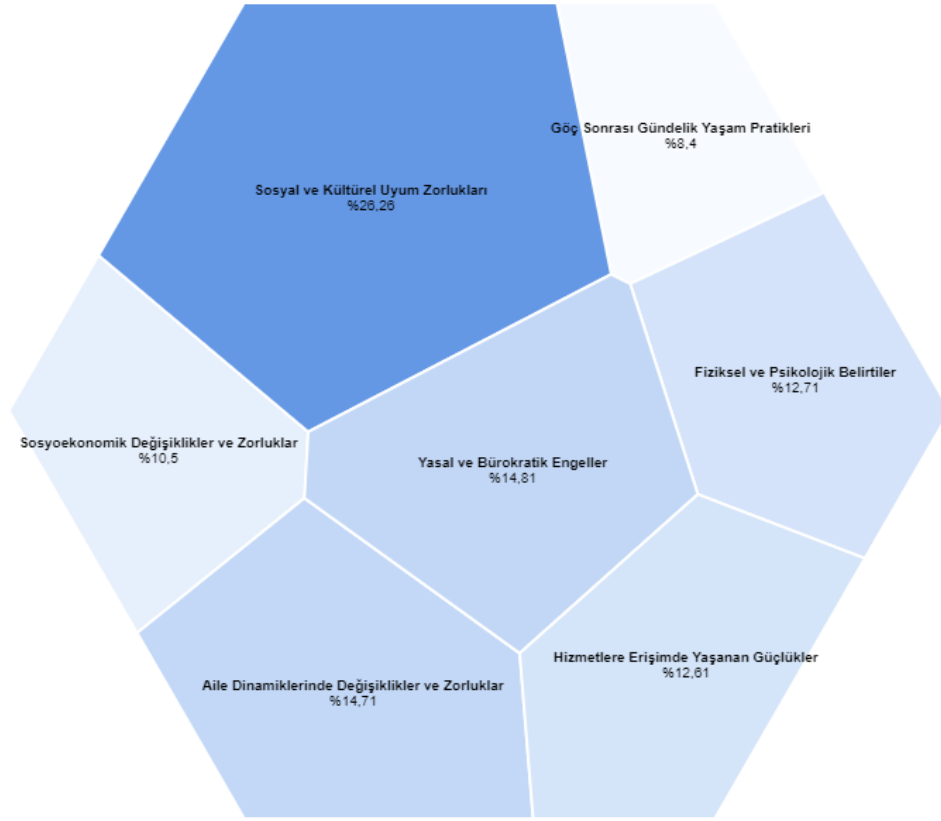 Göç Sonrası Gündelik Yaşam Pratikleri
%8,4
Sosyal ve Kültürel Uyum Zorlukları
%26,26
Fiziksel ve Psikolojik Belirtiler
%12,71
Sosyoekonomik Değişiklikler ve Zorluklar
%10,5
Yasal ve Bürokratik Engeller
%14,81
Hizmetlere Erişimde Yaşanan Güçlükler
%12,61
Aile Dinamiklerinde Değişiklikler ve Zorluklar
%14,71